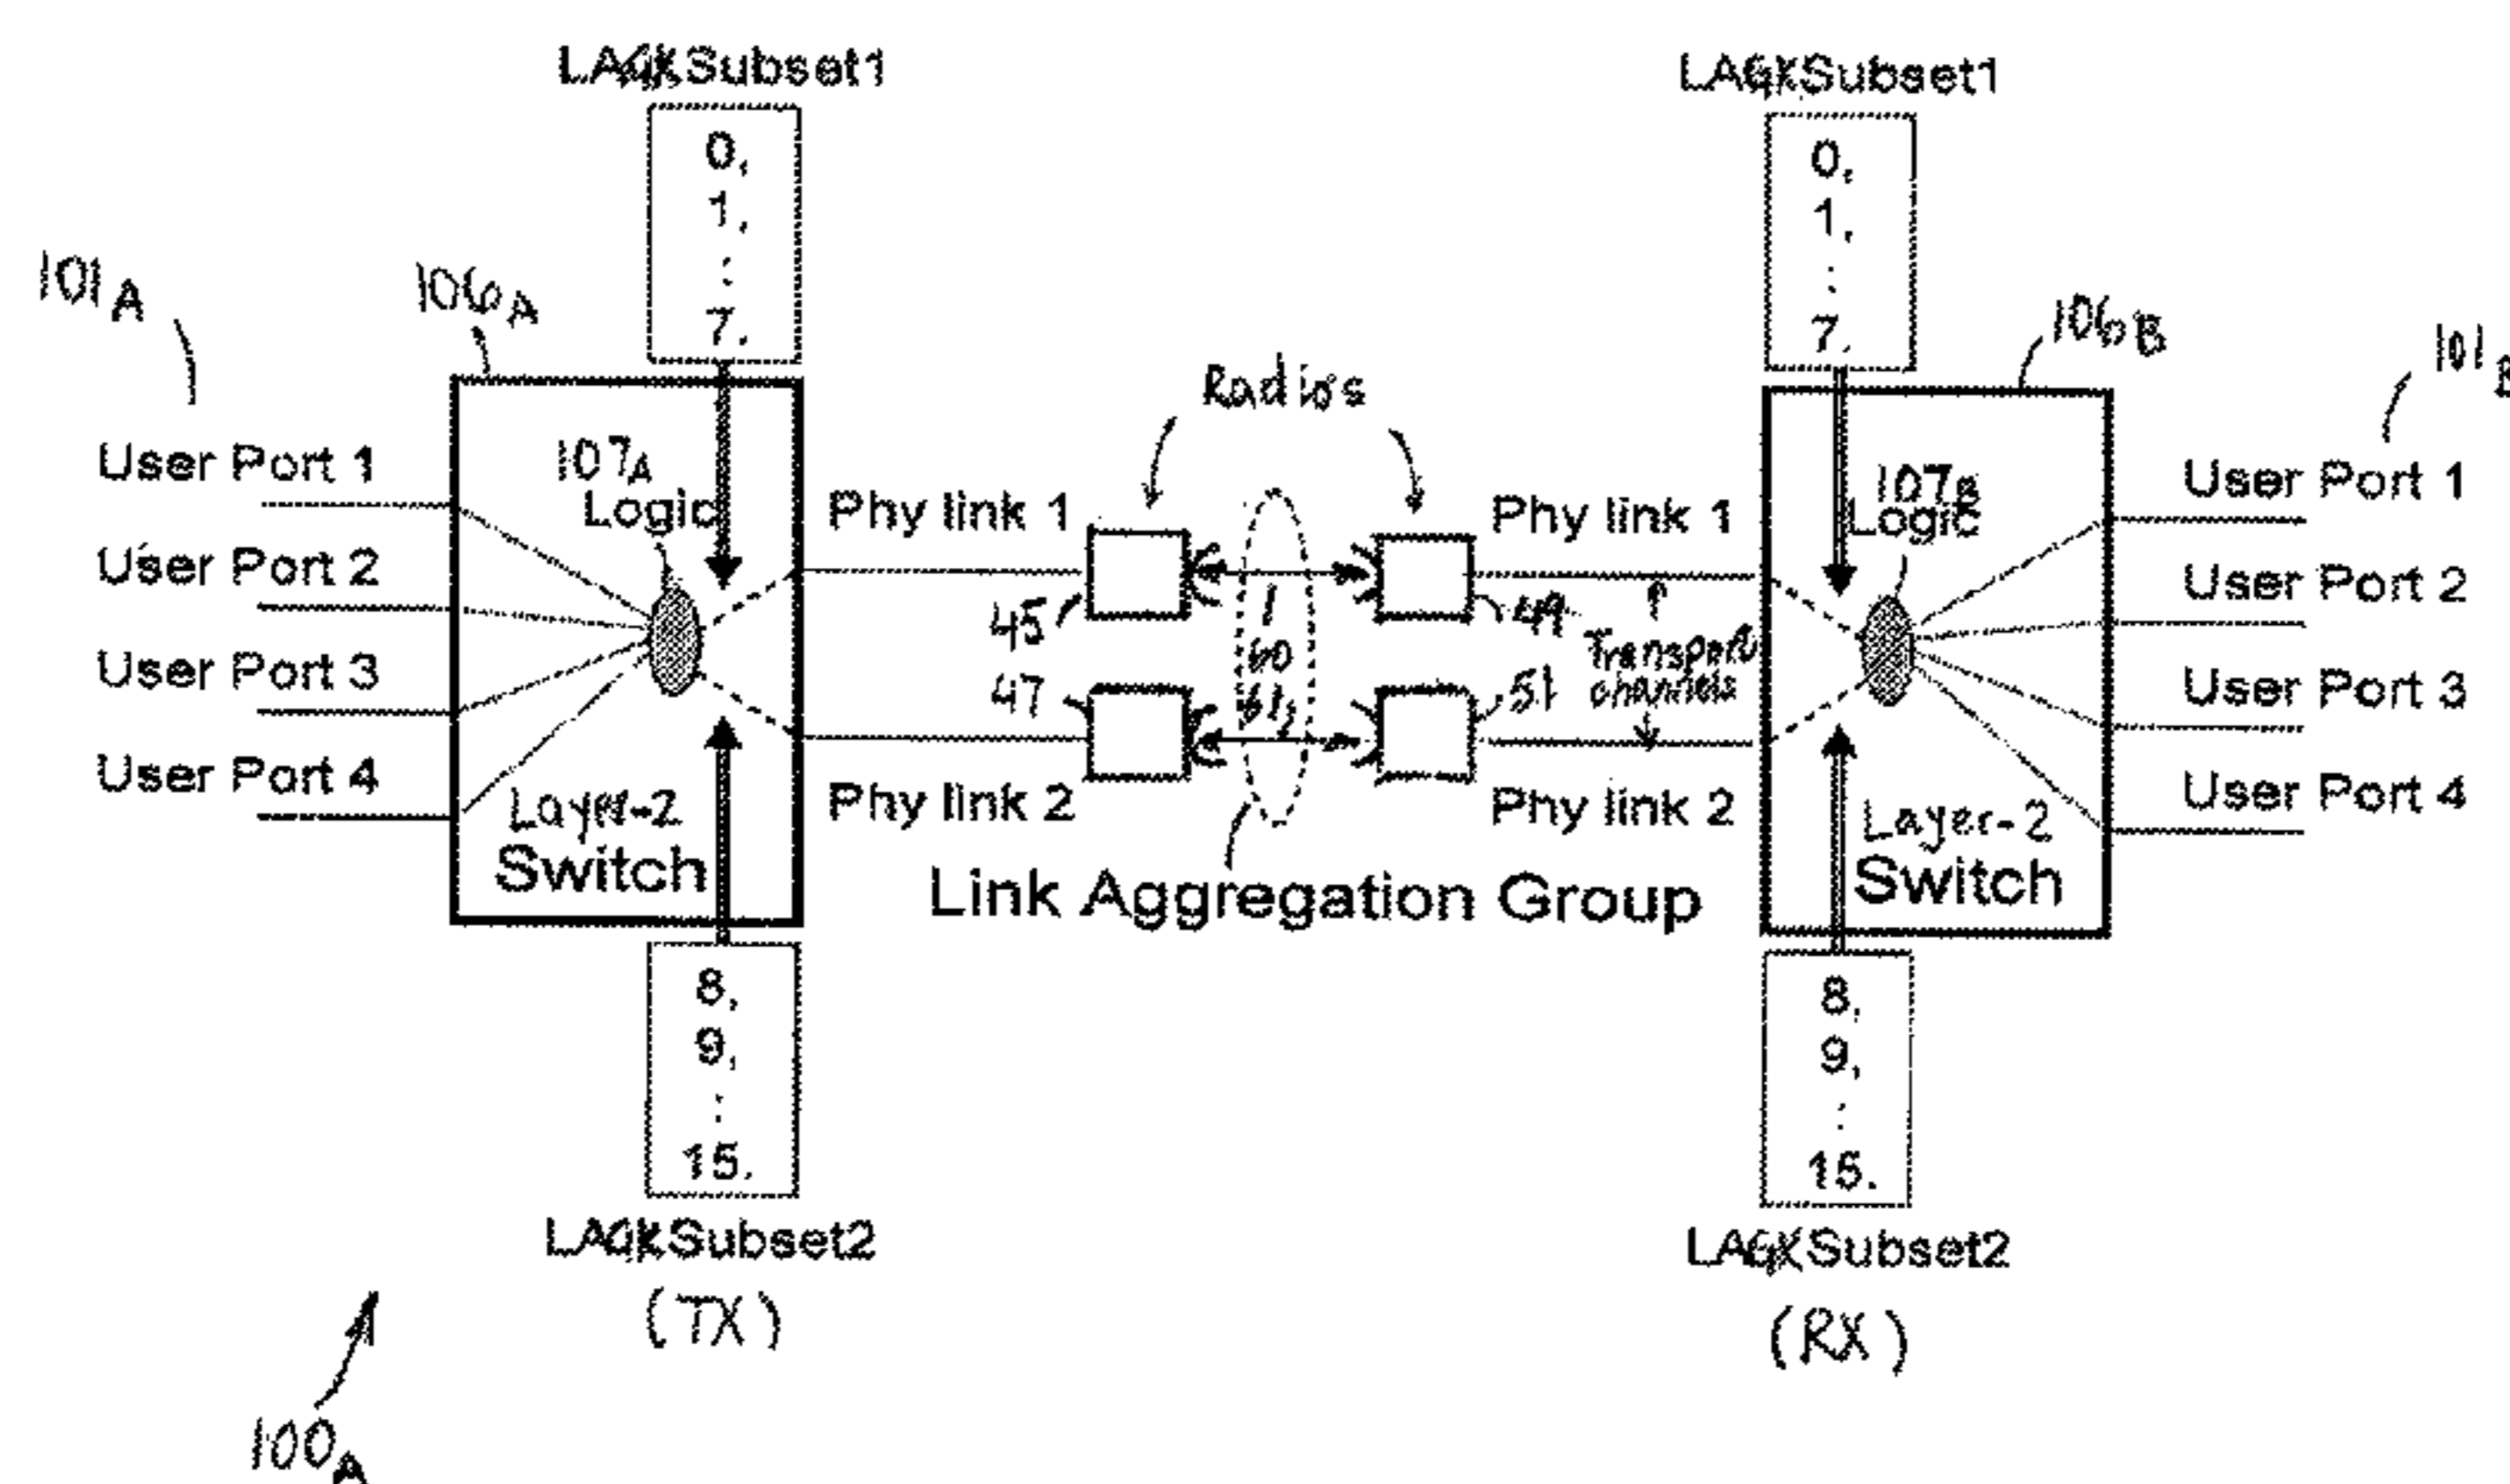 LAGKSubset1
0,
1,
:
7.
LAGKSubset1
0,
1,
:
7.
101A
106A
106B
101B
Radios
User Port 1
User Port 2
User Port 3
User Port 4
107A
Logic
Layer-2
Switch
Phy link 1
Phy link 2
45
47
60
61
49
51
Phy link 1
Transport
channels
Phy link 2
Link Aggregation Group
107B
Logic
Layer-2
Switch
User Port 1
User Port 2
User Port 3
User Port 4
8,
9,
:
15.
LAGKSubset2
(TX)
8,
9,
:
15.
LAGKSubset2
(RX)
100A